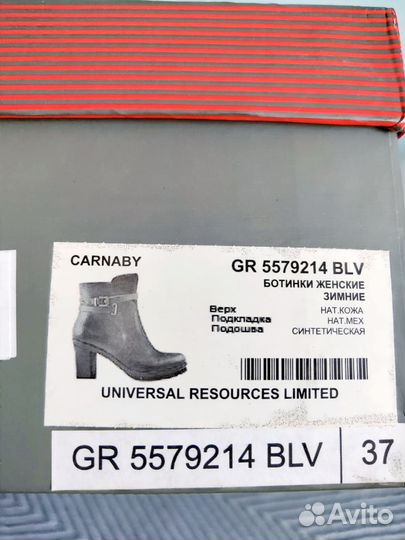 CARNABY
GR 5579214 BLV
БОТИНКИ ЖЕНСКИЕ
ЗИМНИЕ
Верх НАТ.КОЖА
Подкладка НАТ.МЕХ
Подошва СИНТЕТИЧЕСКАЯ
UNIVERSAL RESOURCES LIMITED
GR 5579214 BLV 37
Avito